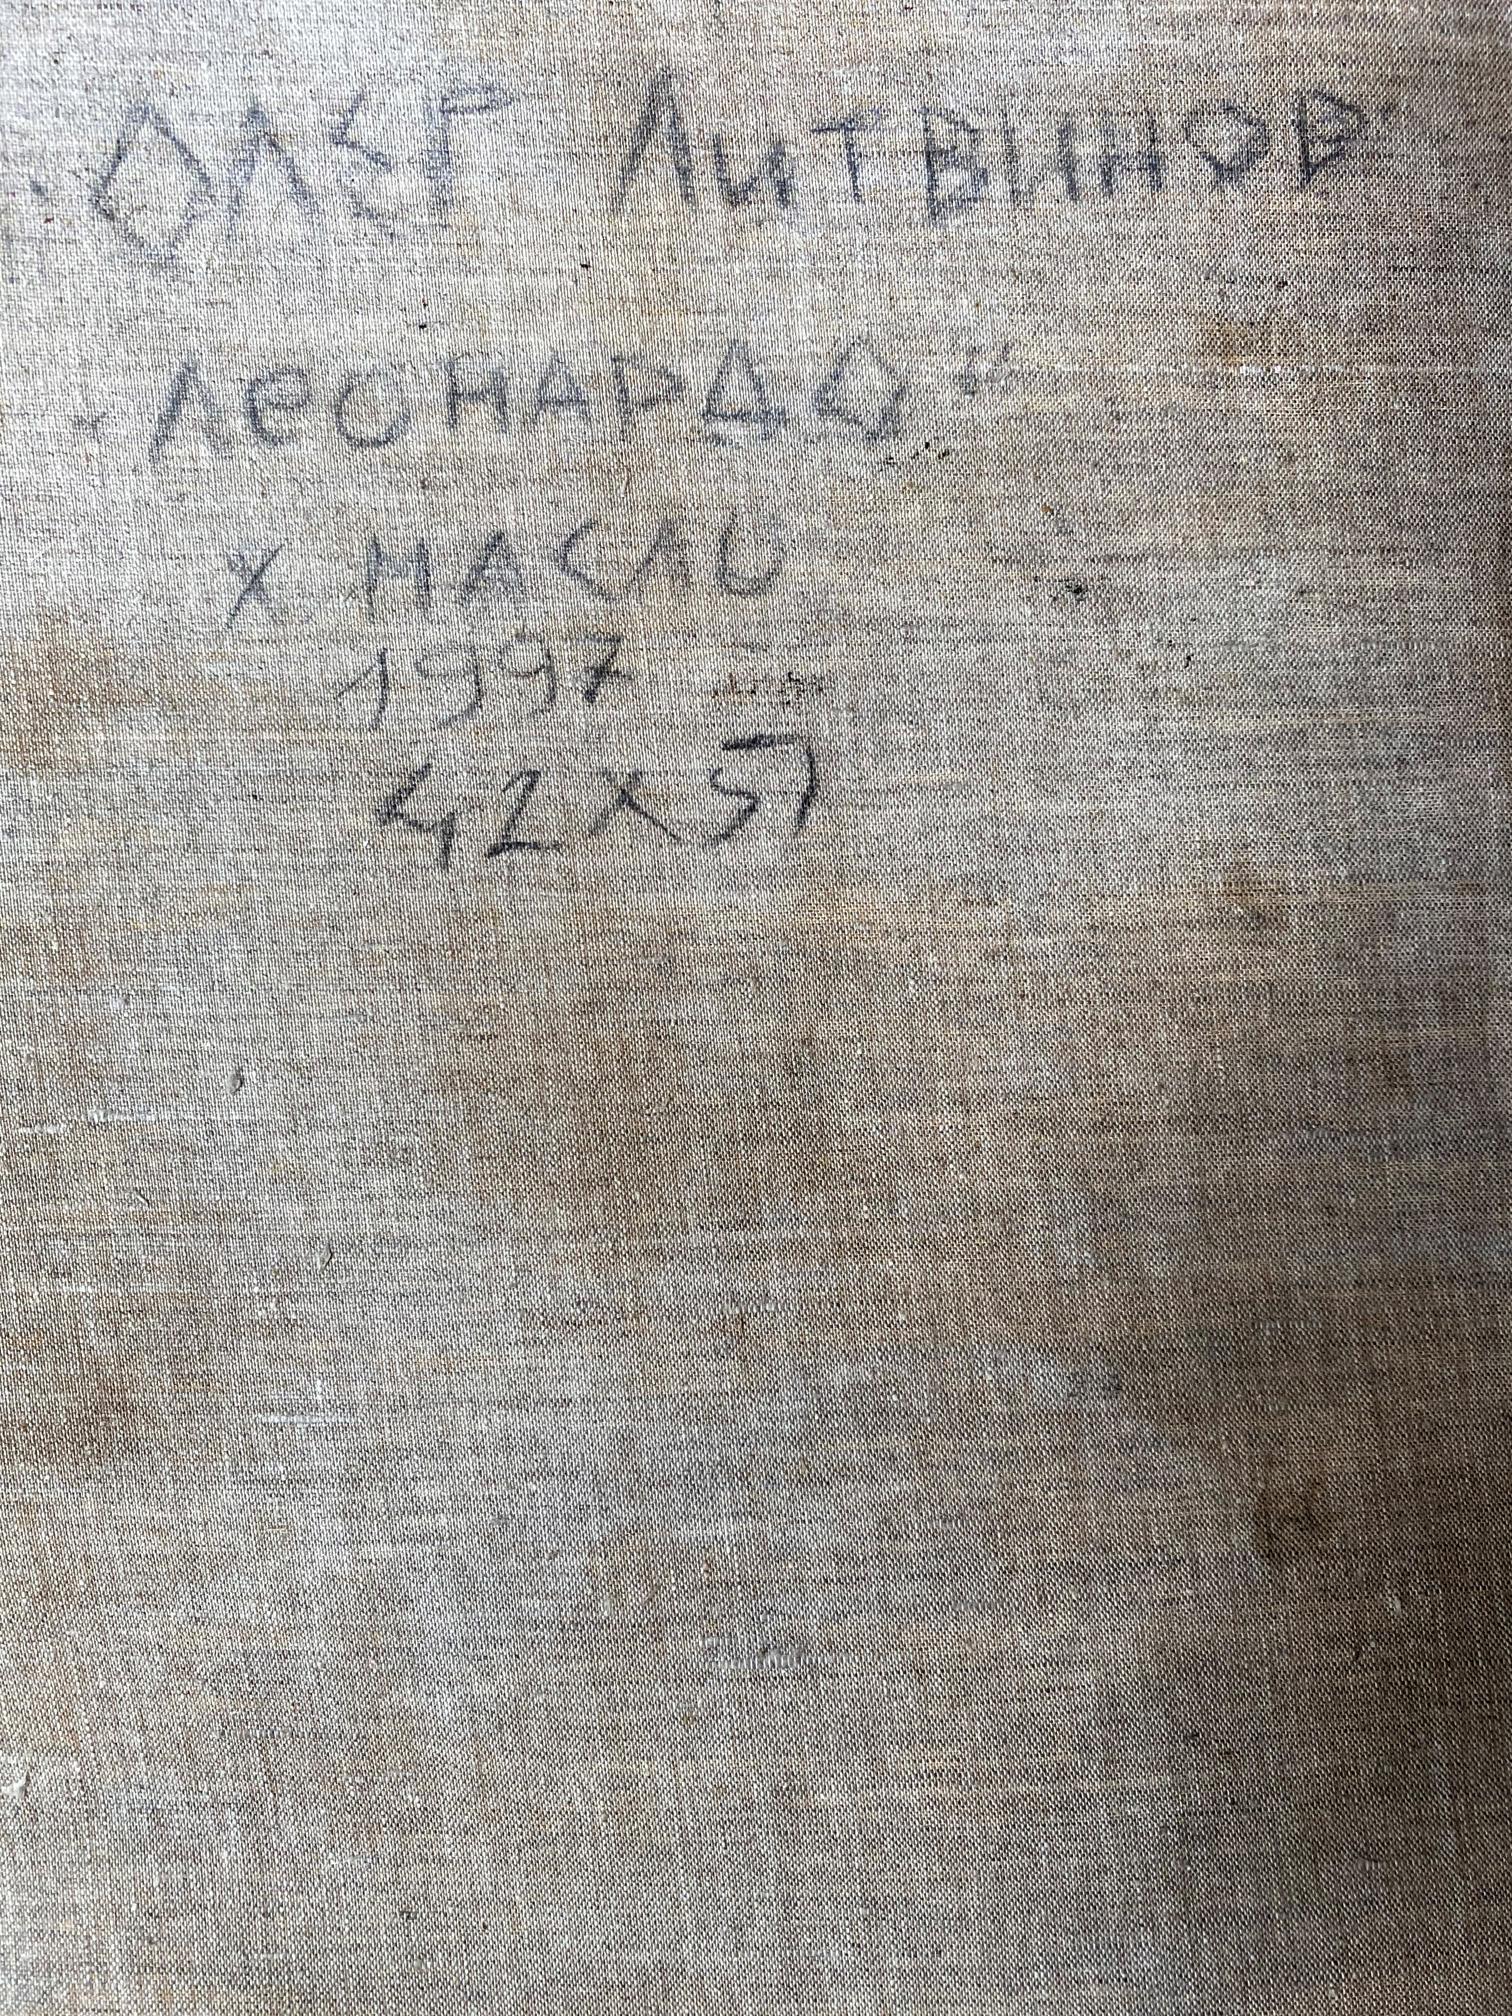 ОЛЕГ ЛИТВИНОВ
"ЛЕОНАРДО"
Х. МАСЛО
1997
42х57